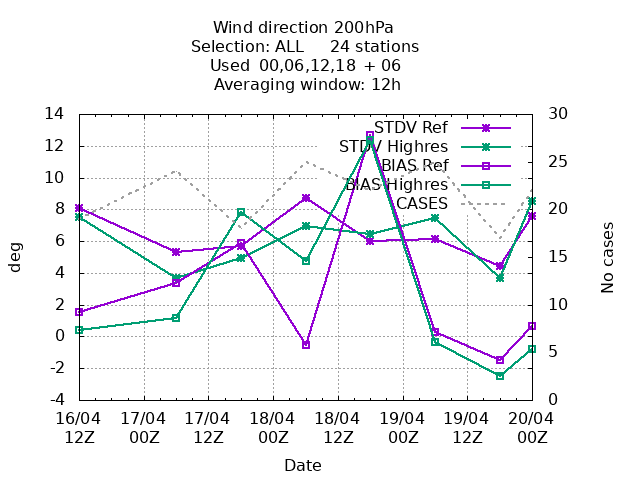 Wind direction 200hPa
Selection: ALL 24 stations
Used 00,06,12,18 + 06
Averaging window: 12h
14
12
10
8
6
4
2
0
-2
-4
deg
30
25
20
15
10
5
0
No cases
STDV Ref
STDV Highres
BIAS Ref
BIAS Highres
CASES
16/04 17/04 17/04 18/04 18/04 19/04 19/04 20/04
12Z 00Z 12Z 00Z 12Z 00Z 12Z 00Z
Date